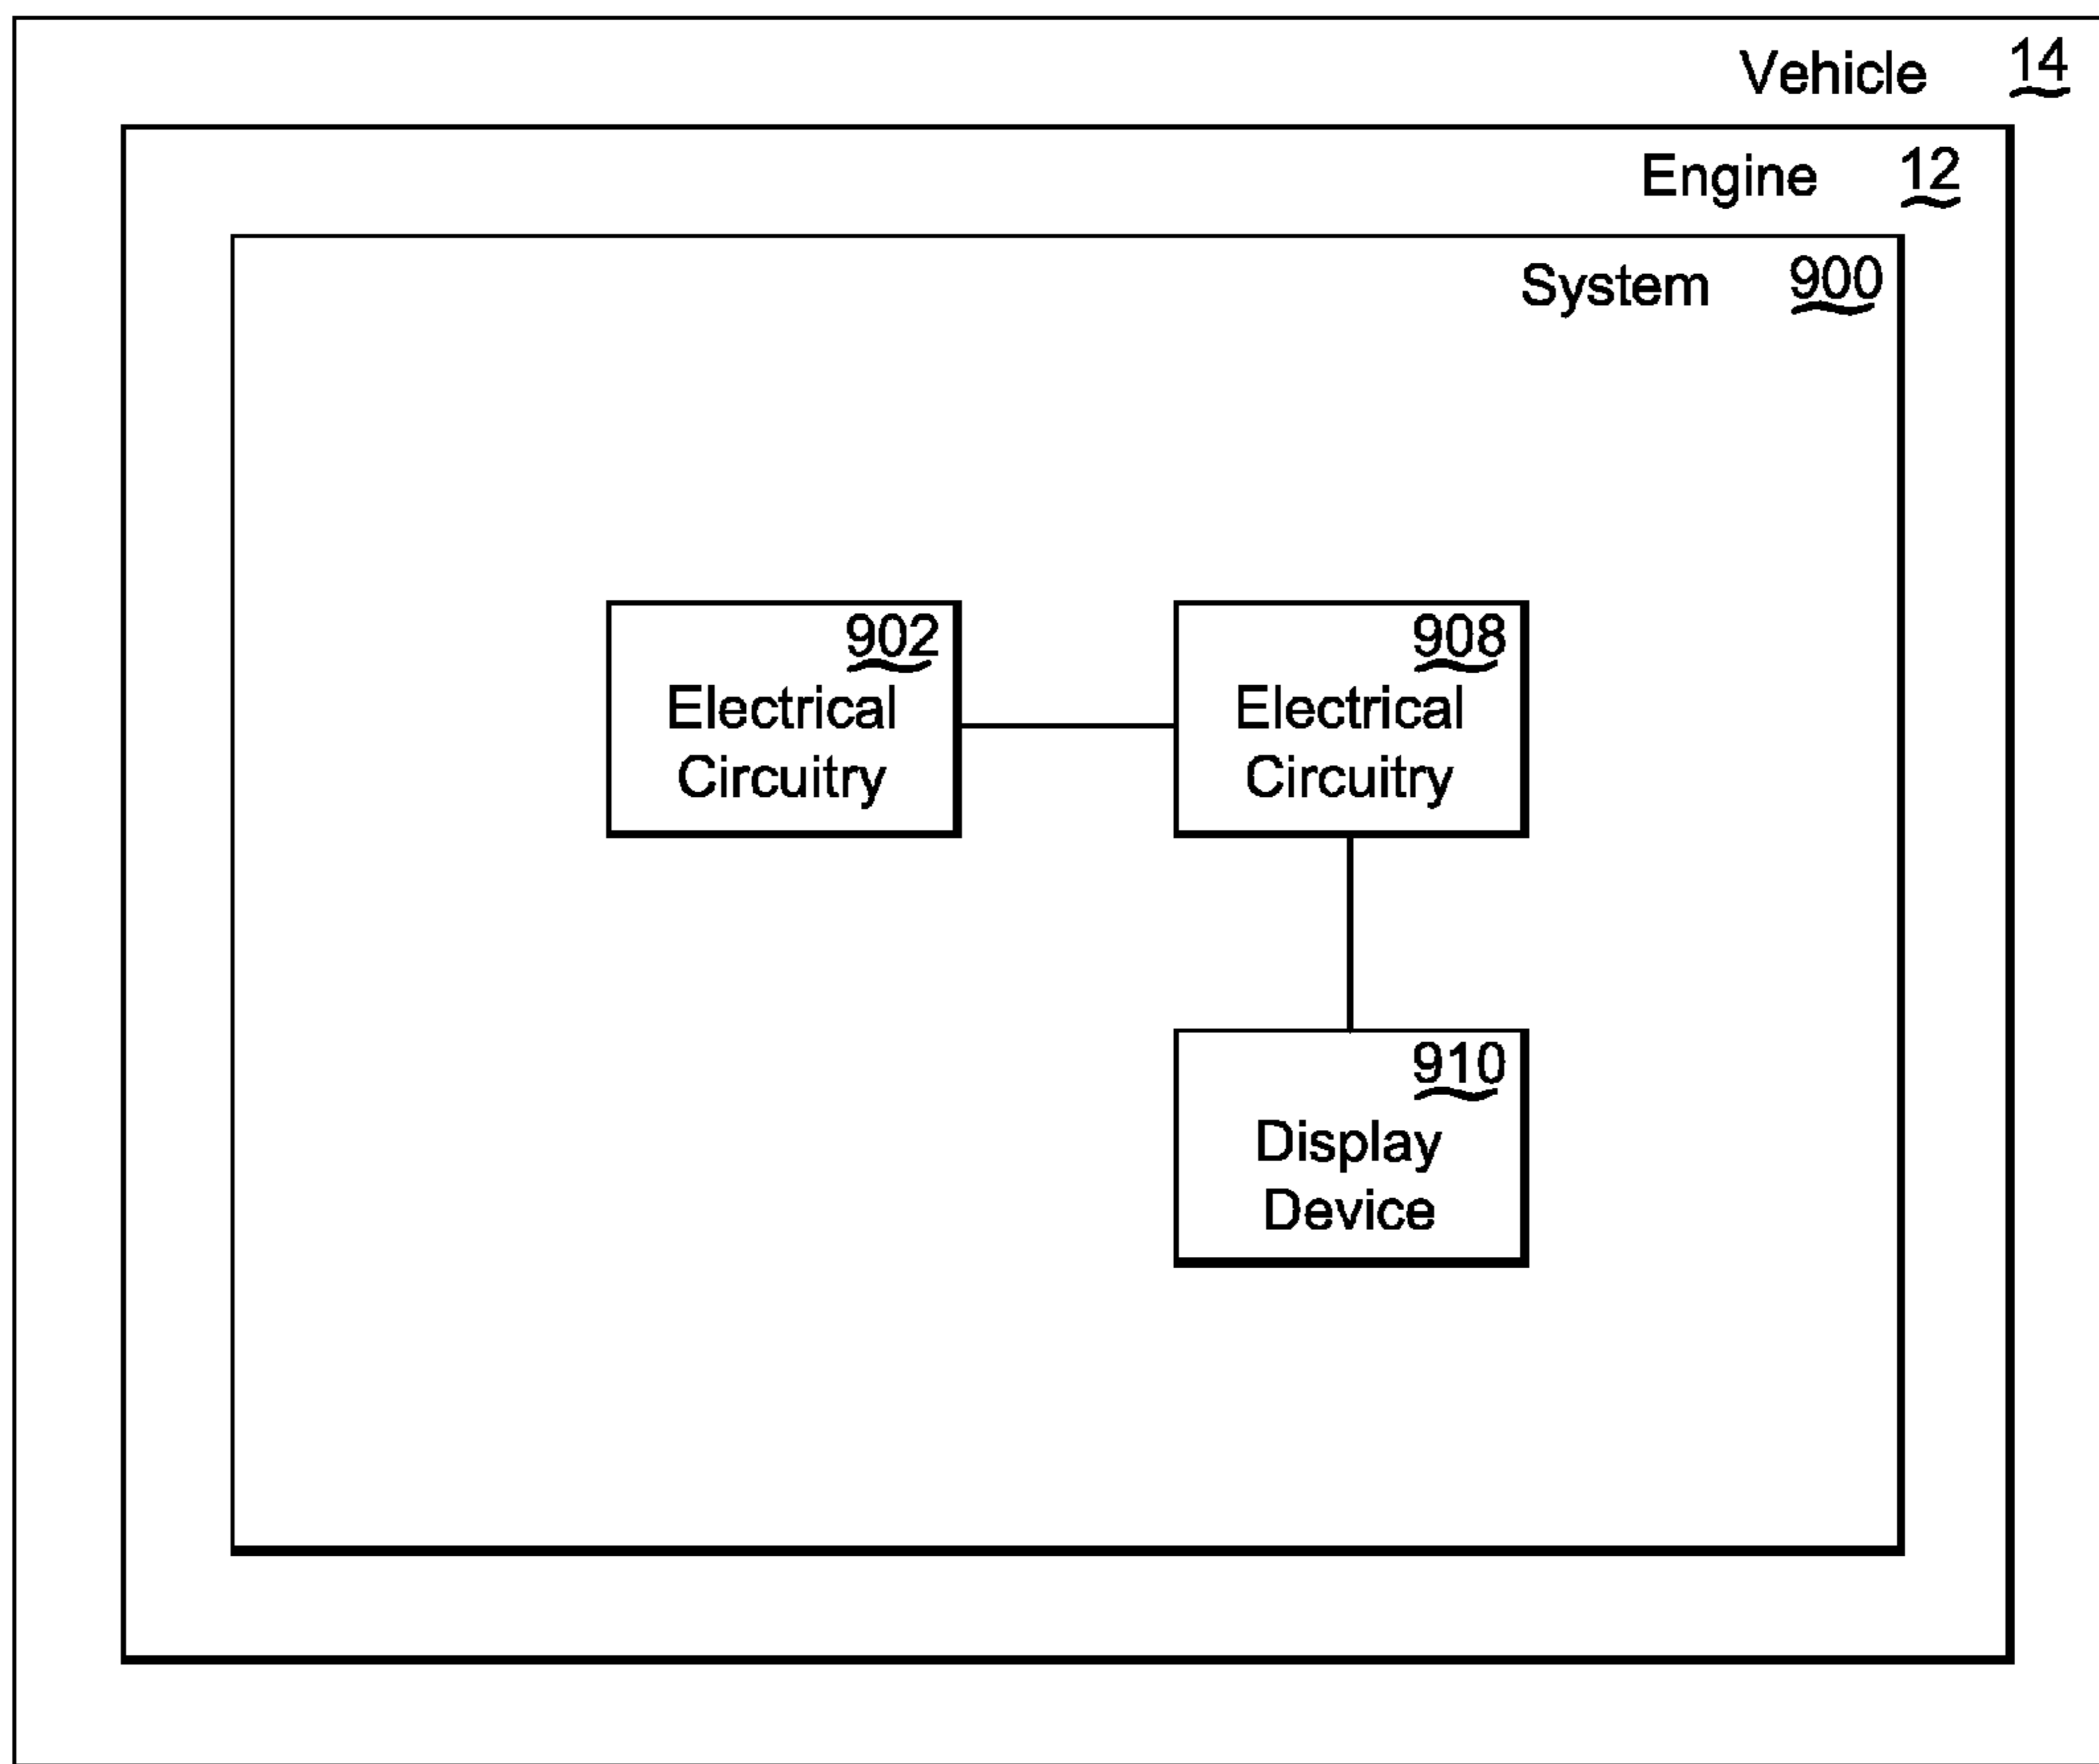 Vehicle 14
Engine 12
System 900
902 908
Electrical Electrical
Circuitry Circuitry
910
Display
Device